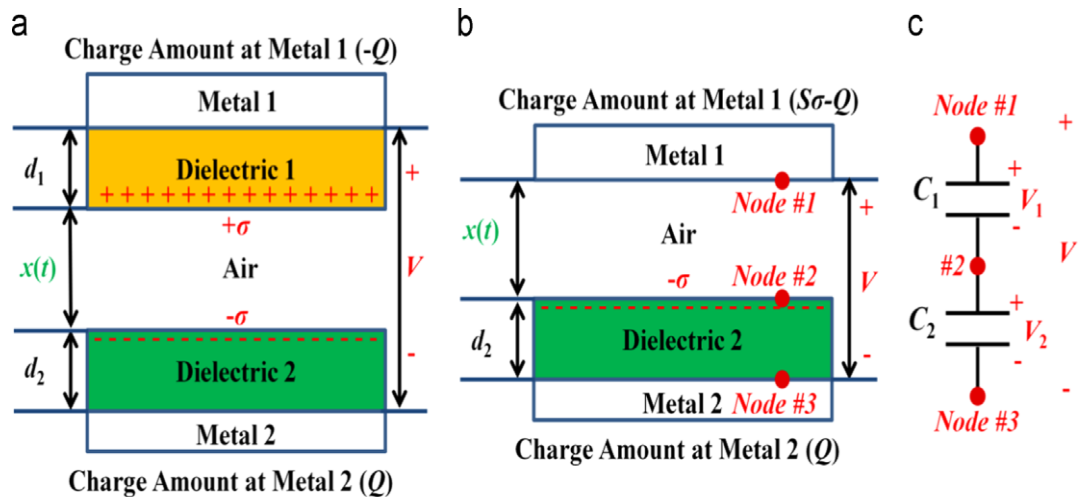 a
Charge Amount at Metal 1 (-Q)
Metal 1
d₁
Dielectric 1
+ + + + + + + + + + + + +
+
+σ
x(t)
Air
V
-σ
- - - - - - - - - - - - - - - - -
-
d₂
Dielectric 2
Metal 2
Charge Amount at Metal 2 (Q)
b
Charge Amount at Metal 1 (Sσ-Q)
Metal 1
Node #1
+
x(t)
Air
V
-σ
Node #2
- - - - - - - - - - - - - - - - -
-
d₂
Dielectric 2
Metal 2
Node #3
Charge Amount at Metal 2 (Q)
c
Node #1
+
+
C₁
V₁
-
V
#2
+
C₂
V₂
-
-
Node #3